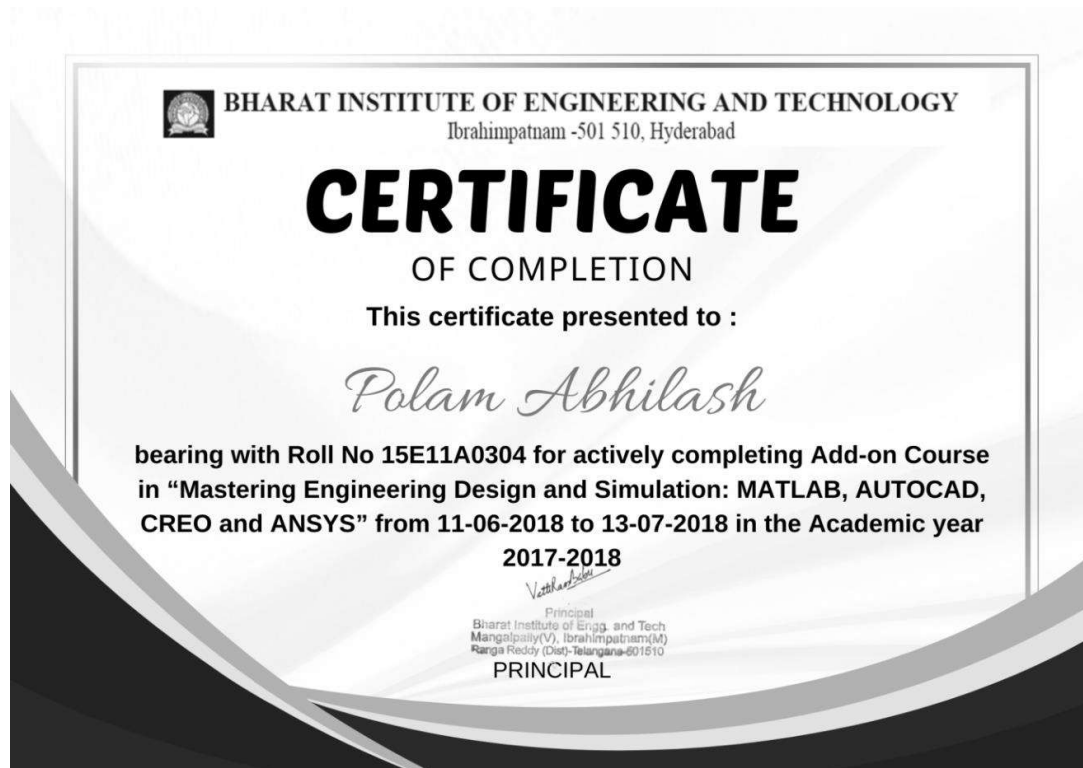 BHARAT INSTITUTE OF ENGINEERING AND TECHNOLOGY
Ibrahimpatnam -501 510, Hyderabad
CERTIFICATE
OF COMPLETION
This certificate presented to :
Polam Abhilash
bearing with Roll No 15E11A0304 for actively completing Add-on Course
in “Mastering Engineering Design and Simulation: MATLAB, AUTOCAD,
CREO and ANSYS” from 11-06-2018 to 13-07-2018 in the Academic year
2017-2018
Principal
Bharat Institute of Engg. and Tech
Mangalpally(V), Ibrahimpatnam(M)
Ranga Reddy (Dist)-Telangana-501510
PRINCIPAL